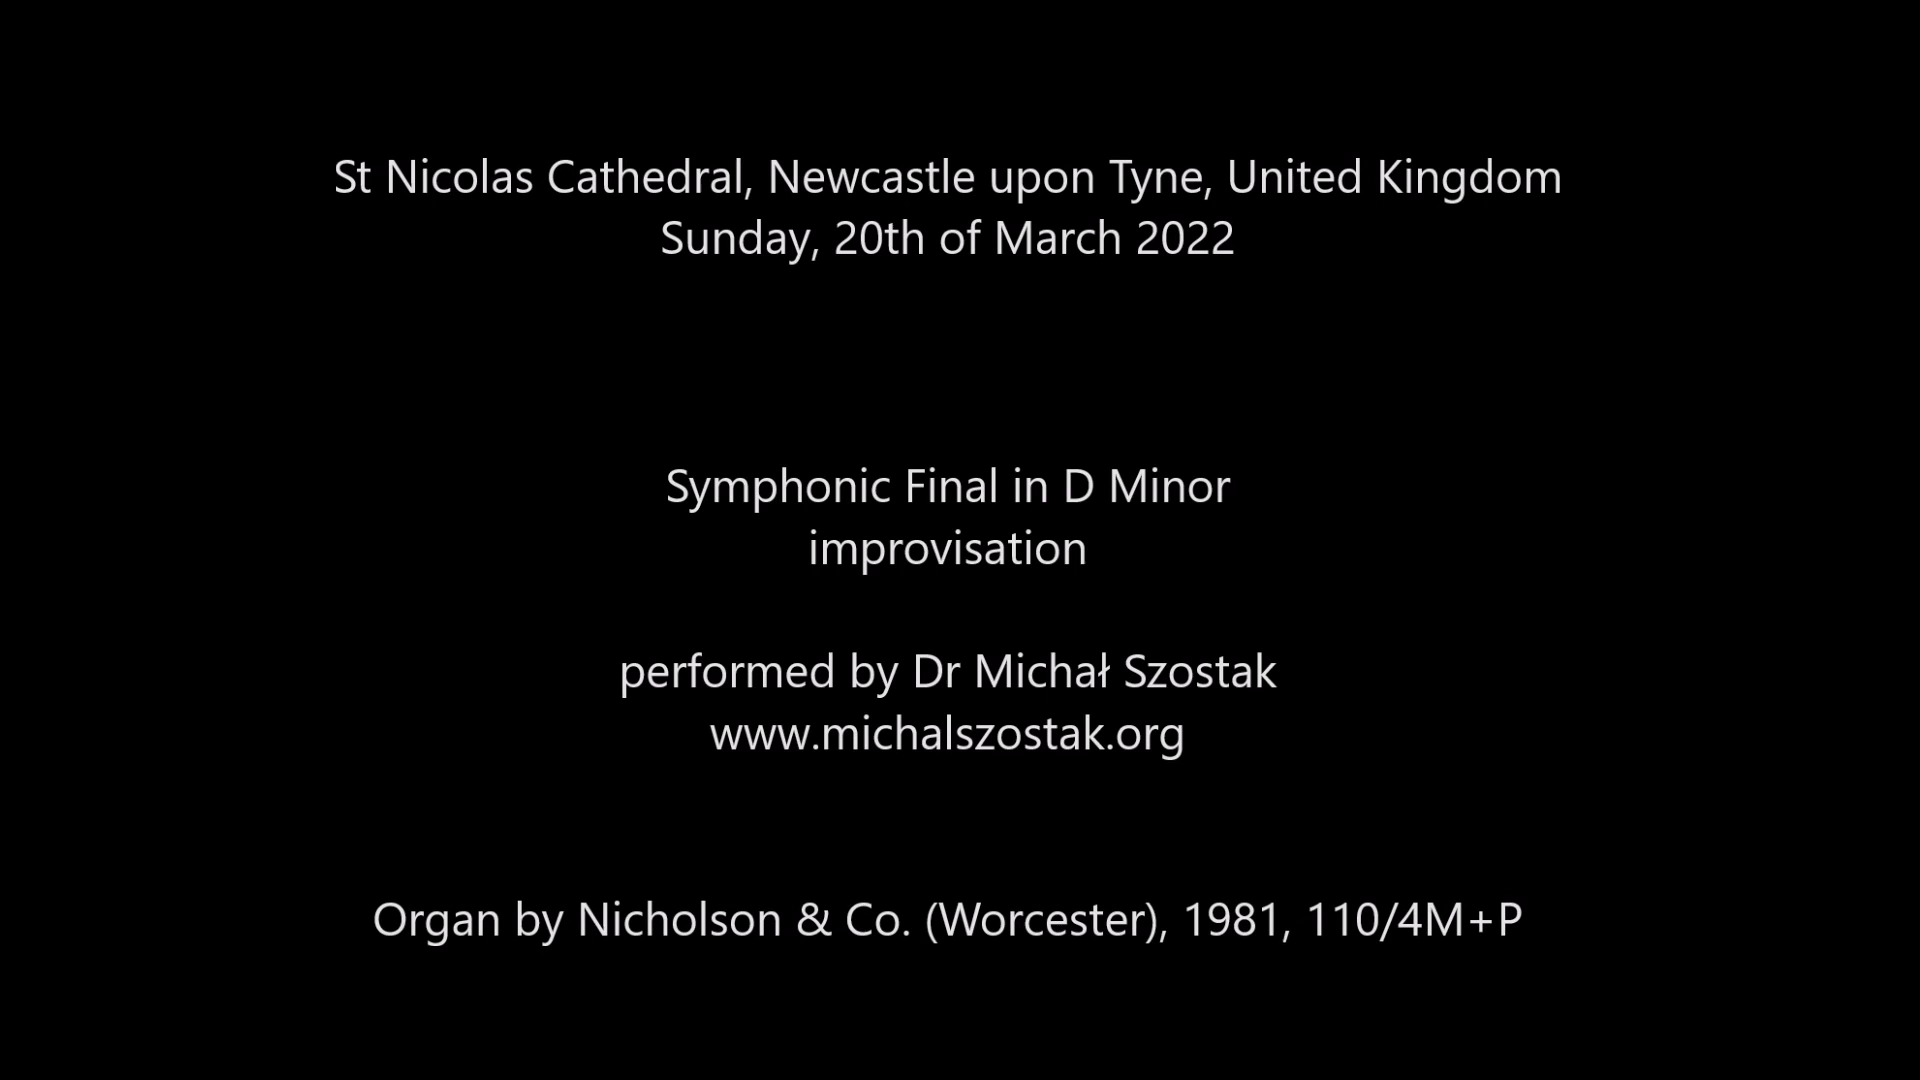 St Nicolas Cathedral, Newcastle upon Tyne, United Kingdom
Sunday, 20th of March 2022
Symphonic Final in D Minor
improvisation
performed by Dr Michał Szostak
www.michalszostak.org
Organ by Nicholson & Co. (Worcester), 1981, 110/4M+P